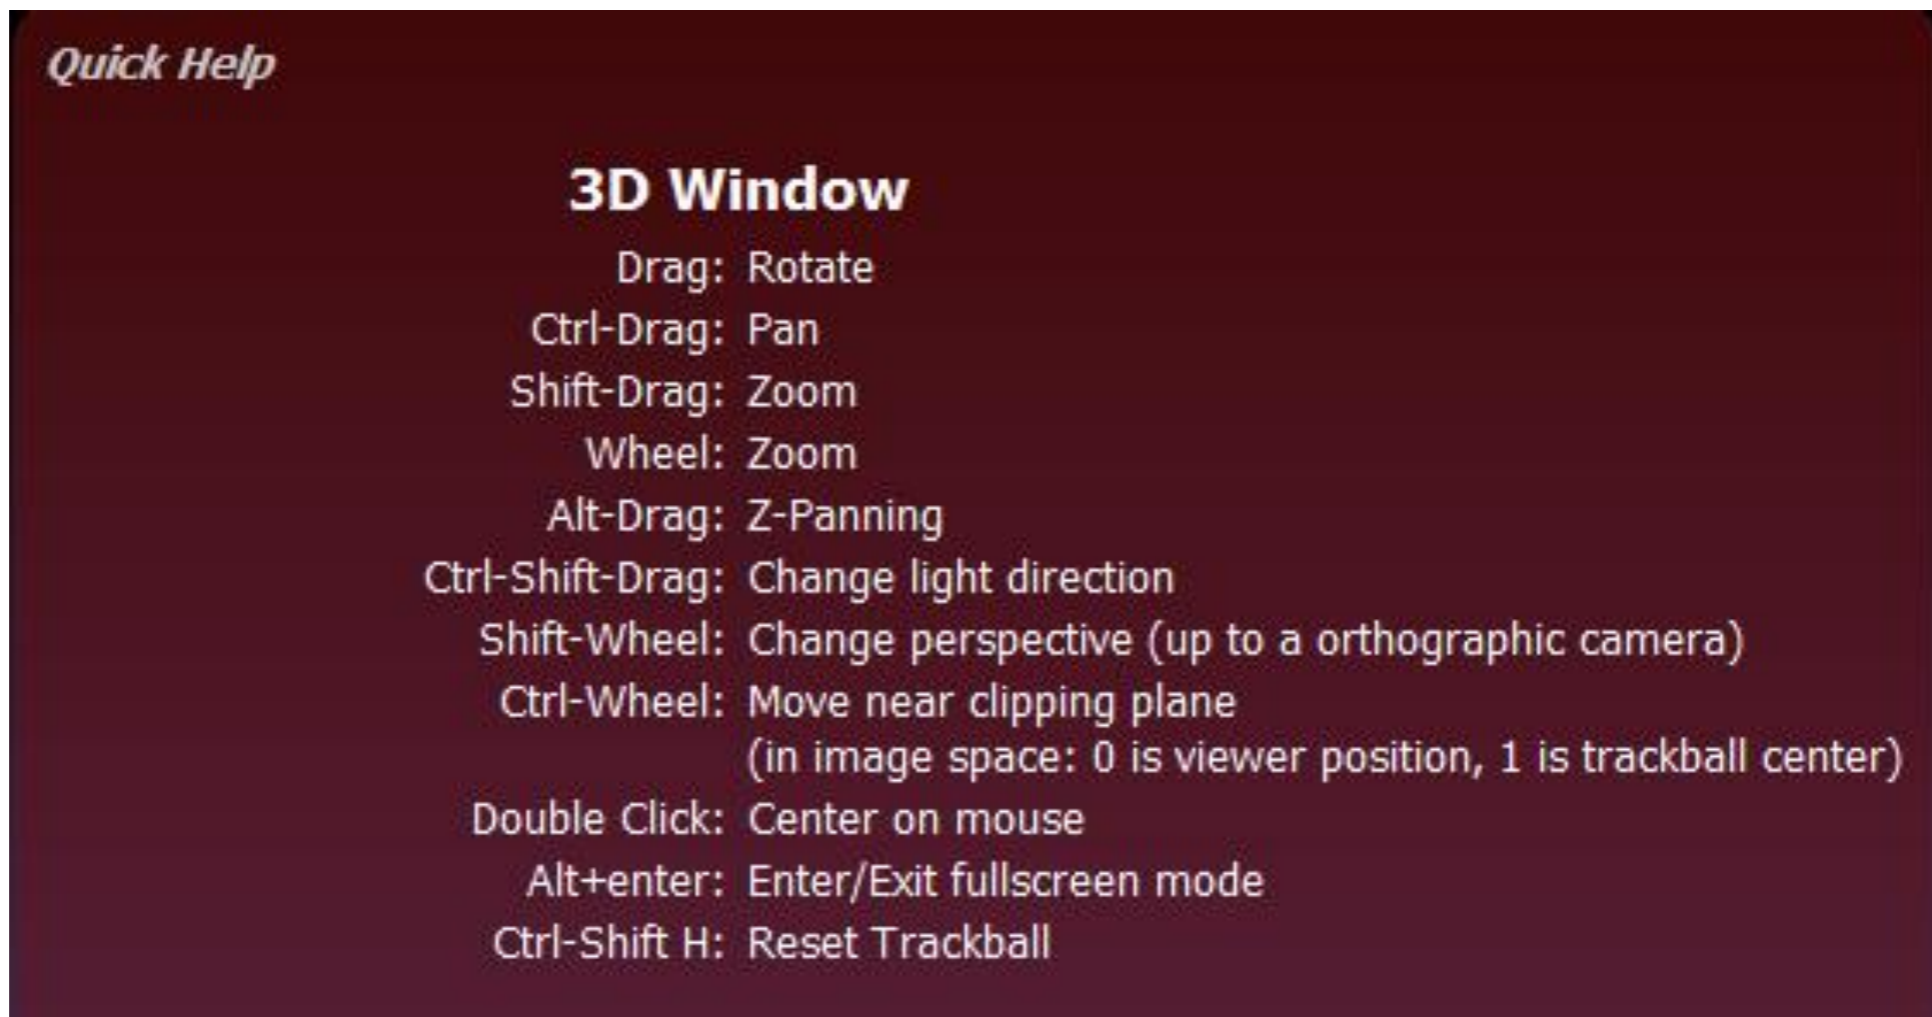 Quick Help
3D Window
Drag: Rotate
Ctrl-Drag: Pan
Shift-Drag: Zoom
Wheel: Zoom
Alt-Drag: Z-Panning
Ctrl-Shift-Drag: Change light direction
Shift-Wheel: Change perspective (up to a orthographic camera)
Ctrl-Wheel: Move near clipping plane
(in image space: 0 is viewer position, 1 is trackball center)
Double Click: Center on mouse
Alt+enter: Enter/Exit fullscreen mode
Ctrl-Shift H: Reset Trackball